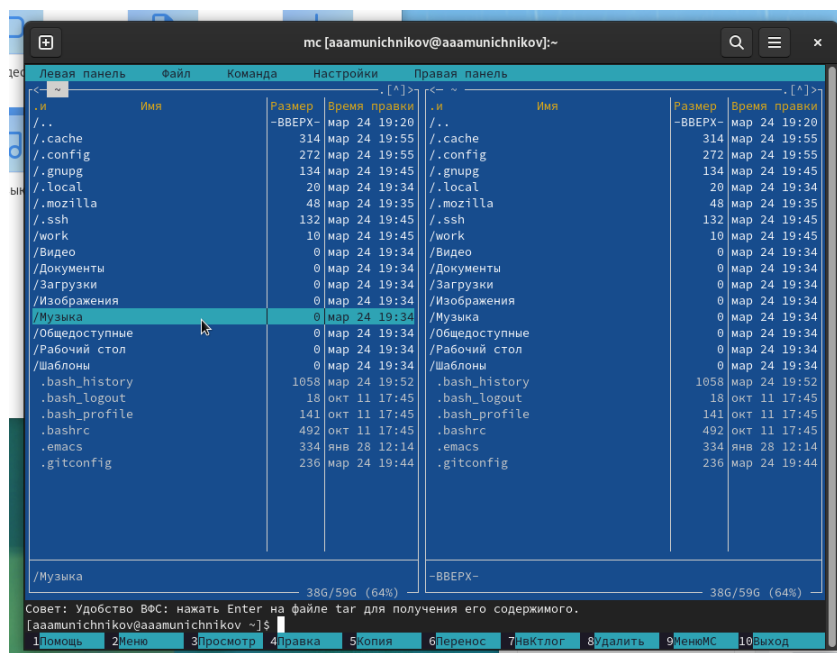 mc [aaamunichnikov@aaamunichnikov]:~
Левая панель Файл Команда Настройки Правая панель
<— ~ .[^]> <— ~ .[^]>
.и Имя Размер Время правки .и Имя Размер Время правки
/.. -ВВЕРХ- мар 24 19:20 /.. -ВВЕРХ- мар 24 19:20
/.cache 314 мар 24 19:55 /.cache 314 мар 24 19:55
/.config 272 мар 24 19:55 /.config 272 мар 24 19:55
/.gnupg 134 мар 24 19:45 /.gnupg 134 мар 24 19:45
/.local 20 мар 24 19:34 /.local 20 мар 24 19:34
/.mozilla 48 мар 24 19:35 /.mozilla 48 мар 24 19:35
/.ssh 132 мар 24 19:45 /.ssh 132 мар 24 19:45
/work 10 мар 24 19:45 /work 10 мар 24 19:45
/Видео 0 мар 24 19:34 /Видео 0 мар 24 19:34
/Документы 0 мар 24 19:34 /Документы 0 мар 24 19:34
/Загрузки 0 мар 24 19:34 /Загрузки 0 мар 24 19:34
/Изображения 0 мар 24 19:34 /Изображения 0 мар 24 19:34
/Музыка 0 мар 24 19:34 /Музыка 0 мар 24 19:34
/Общедоступные 0 мар 24 19:34 /Общедоступные 0 мар 24 19:34
/Рабочий стол 0 мар 24 19:34 /Рабочий стол 0 мар 24 19:34
/Шаблоны 0 мар 24 19:34 /Шаблоны 0 мар 24 19:34
.bash_history 1058 мар 24 19:52 .bash_history 1058 мар 24 19:52
.bash_logout 18 окт 11 17:45 .bash_logout 18 окт 11 17:45
.bash_profile 141 окт 11 17:45 .bash_profile 141 окт 11 17:45
.bashrc 492 окт 11 17:45 .bashrc 492 окт 11 17:45
.emacs 334 янв 28 12:14 .emacs 334 янв 28 12:14
.gitconfig 236 мар 24 19:44 .gitconfig 236 мар 24 19:44
/Музыка -ВВЕРХ-
38G/59G (64%) 38G/59G (64%)
Совет: Удобство ВФС: нажать Enter на файле tar для получения его содержимого.
[aaamunichnikov@aaamunichnikov ~]$
1Помощь 2Меню 3Просмотр 4Правка 5Копия 6Перенос 7НвКтлог 8Удалить 9МенюМС 10Выход